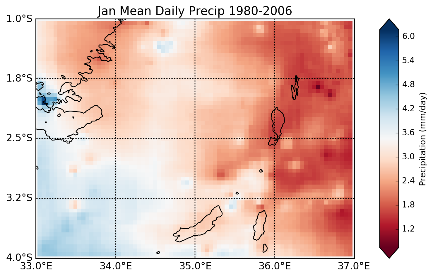 Jan Mean Daily Precip 1980-2006
1.0°S
1.8°S
2.5°S
3.2°S
4.0°S
33.0°E 34.0°E 35.0°E 36.0°E 37.0°E
6.0
5.4
4.8
4.2
3.6
3.0
2.4
1.8
1.2
Precipitation (mm/day)